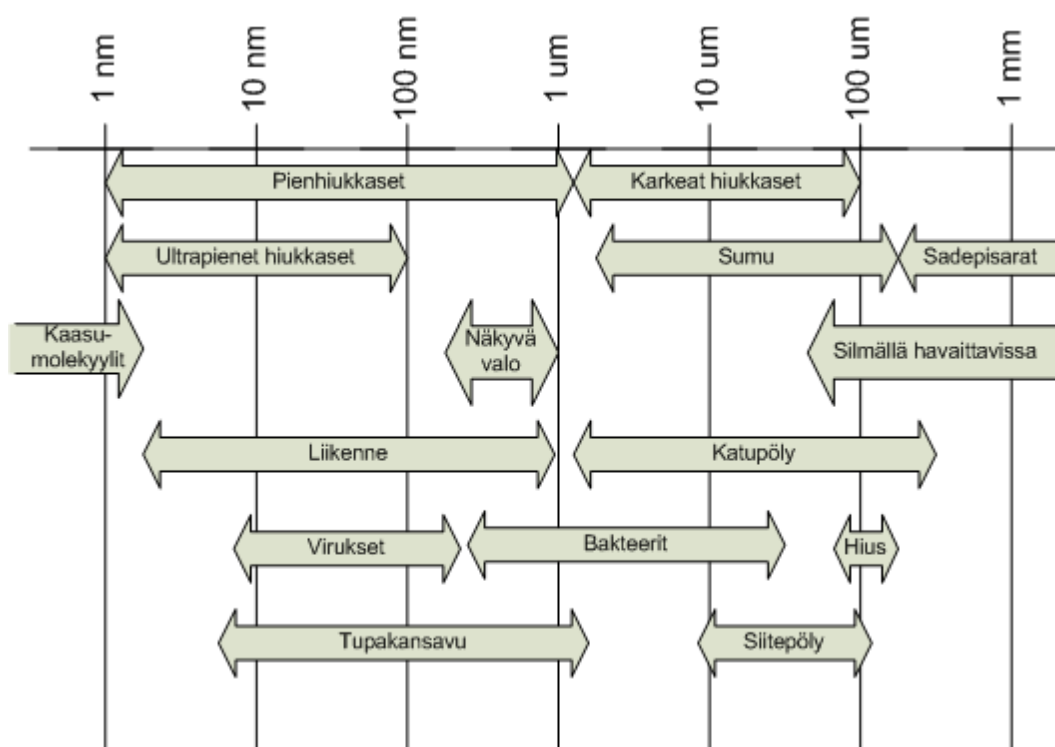 1 nm
10 nm
100 nm
1 um
10 um
100 um
1 mm
Pienhiukkaset
Karkeat hiukkaset
Ultrapienet hiukkaset
Sumu
Sadepisarat
Kaasu-
molekyylit
Näkyvä
valo
Silmällä havaittavissa
Liikenne
Katupöly
Virukset
Bakteerit
Hius
Tupakansavu
Siitepöly